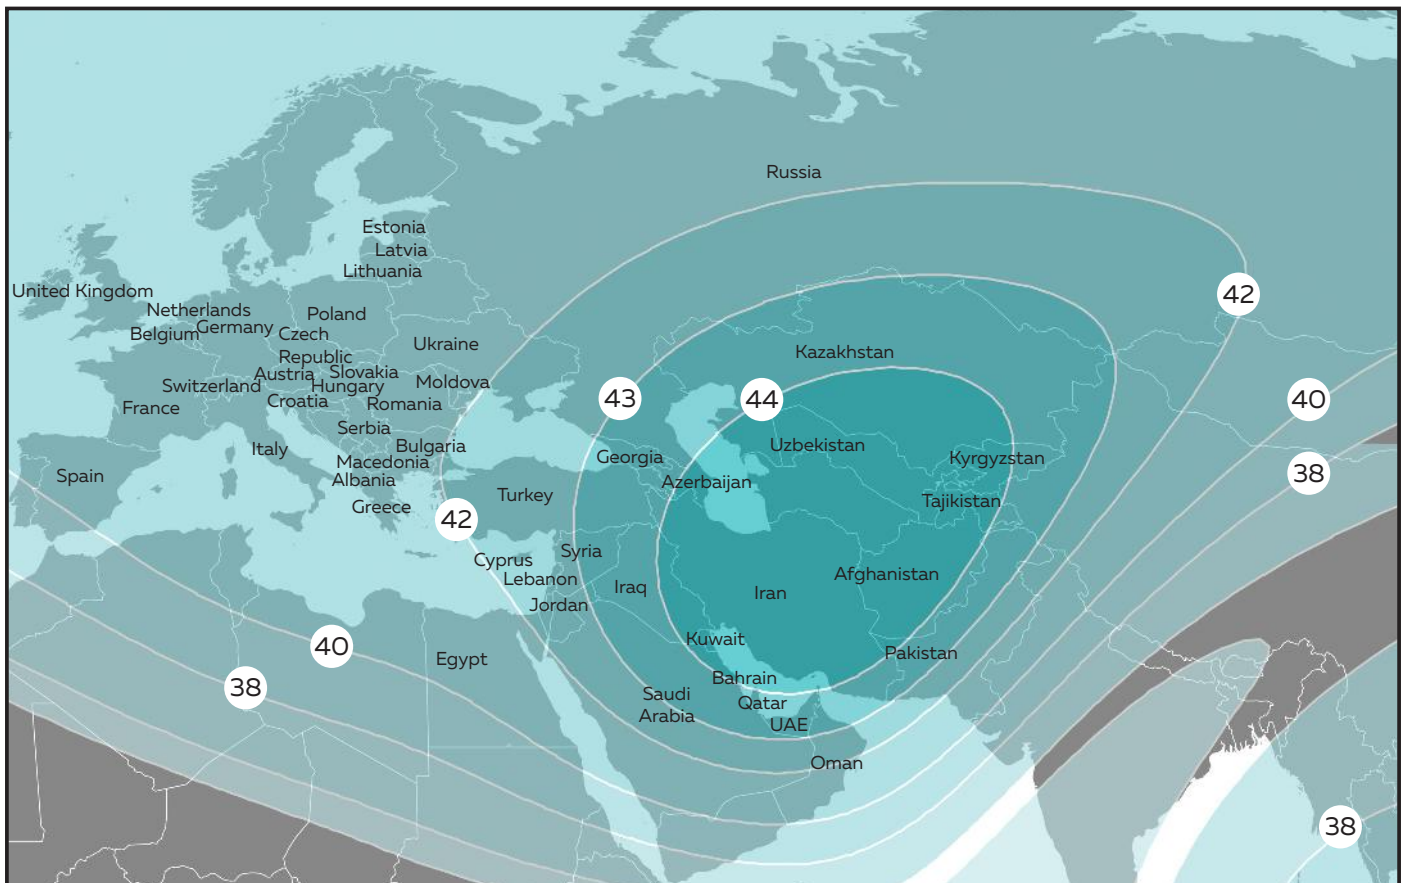 Russia
Estonia
Latvia
Lithuania
United Kingdom
42
Netherlands
Poland
Belgium
Germany
Czech
Republic
Ukraine
Kazakhstan
Austria
Slovakia
Switzerland
Hungary
Moldova
43
44
40
France
Croatia
Romania
Serbia
Italy
Bulgaria
Uzbekistan
Georgia
Kyrgyzstan
Macedonia
38
Spain
Albania
Azerbaijan
Turkey
Tajikistan
Greece
42
Cyprus
Syria
Lebanon
Afghanistan
Iraq
Iran
Jordan
40
Kuwait
Pakistan
Egypt
38
Bahrain
Saudi
Arabia
Qatar
UAE
Oman
38